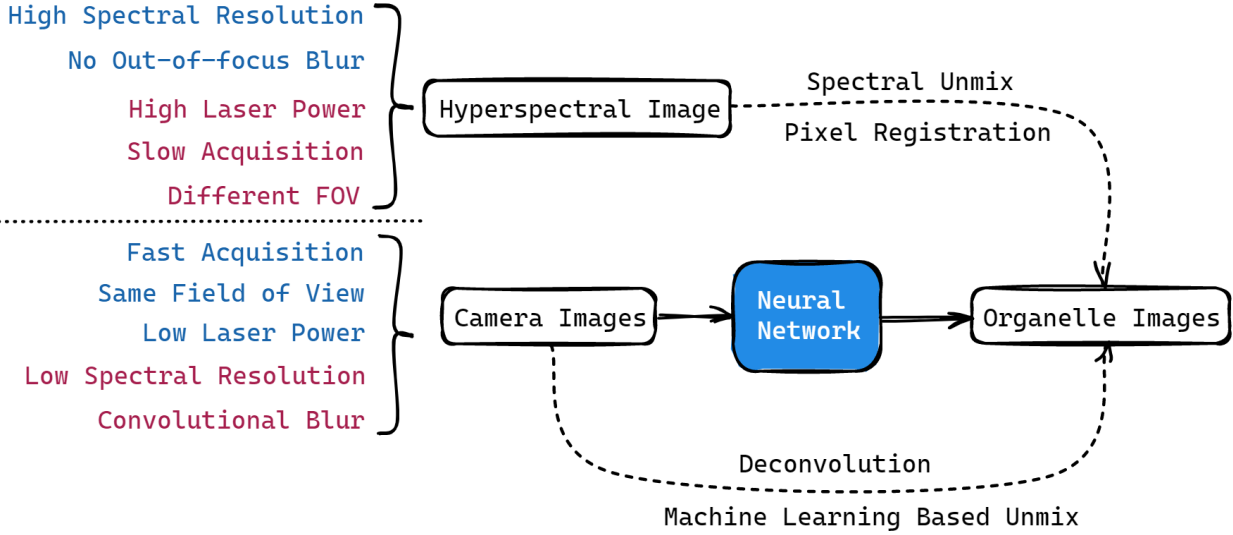 High Spectral Resolution
No Out-of-focus Blur
High Laser Power
Slow Acquisition
Different FOV
Hyperspectral Image
Spectral Unmix
Pixel Registration
Fast Acquisition
Same Field of View
Low Laser Power
Low Spectral Resolution
Convolutional Blur
Camera Images
Neural
Network
Organelle Images
Deconvolution
Machine Learning Based Unmix